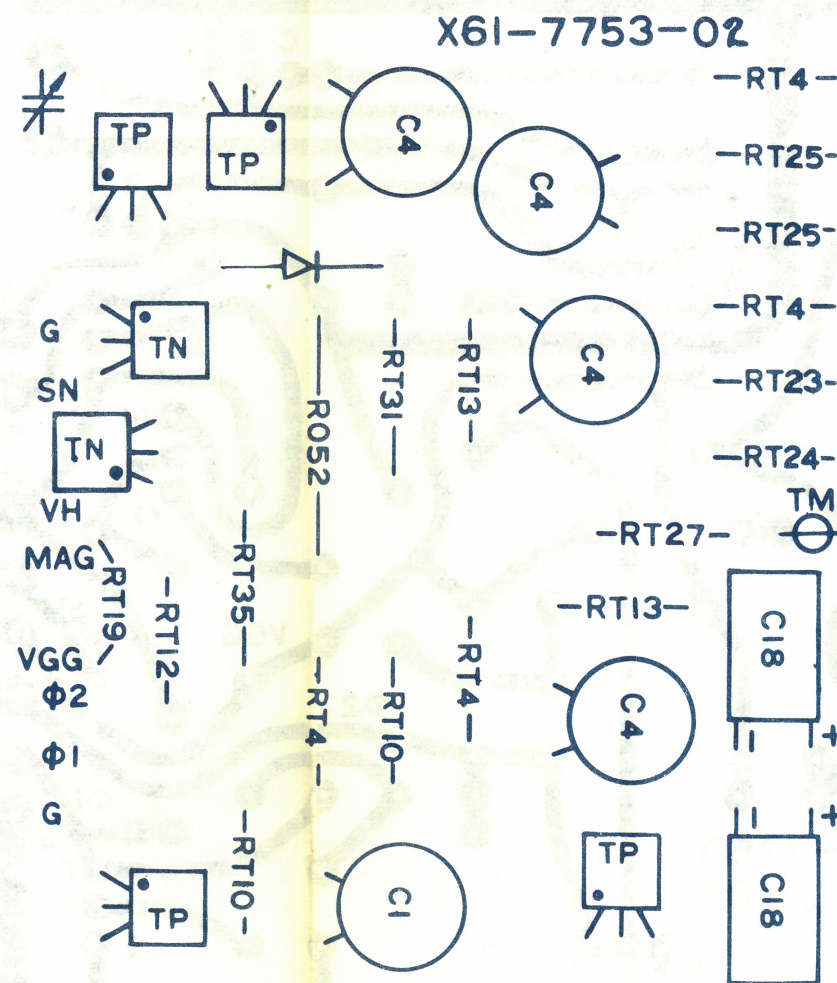 X61-7753-02
-RT4-
TP
TP
C4
C4
-RT25-
-RT25-
G
TN
-RT4-
C4
SN
-RT31-
-RT13-
-RT23-
-R052-
TN
-RT24-
VH
TM
MAG
-RT19-
-RT35-
-RT27-
-RT12-
-RT13-
C18
VGG
-RT4-
-RT10-
-RT4-
Φ2
C4
Φ1
- +
G
-RT10-
- +
TP
C1
TP
C18